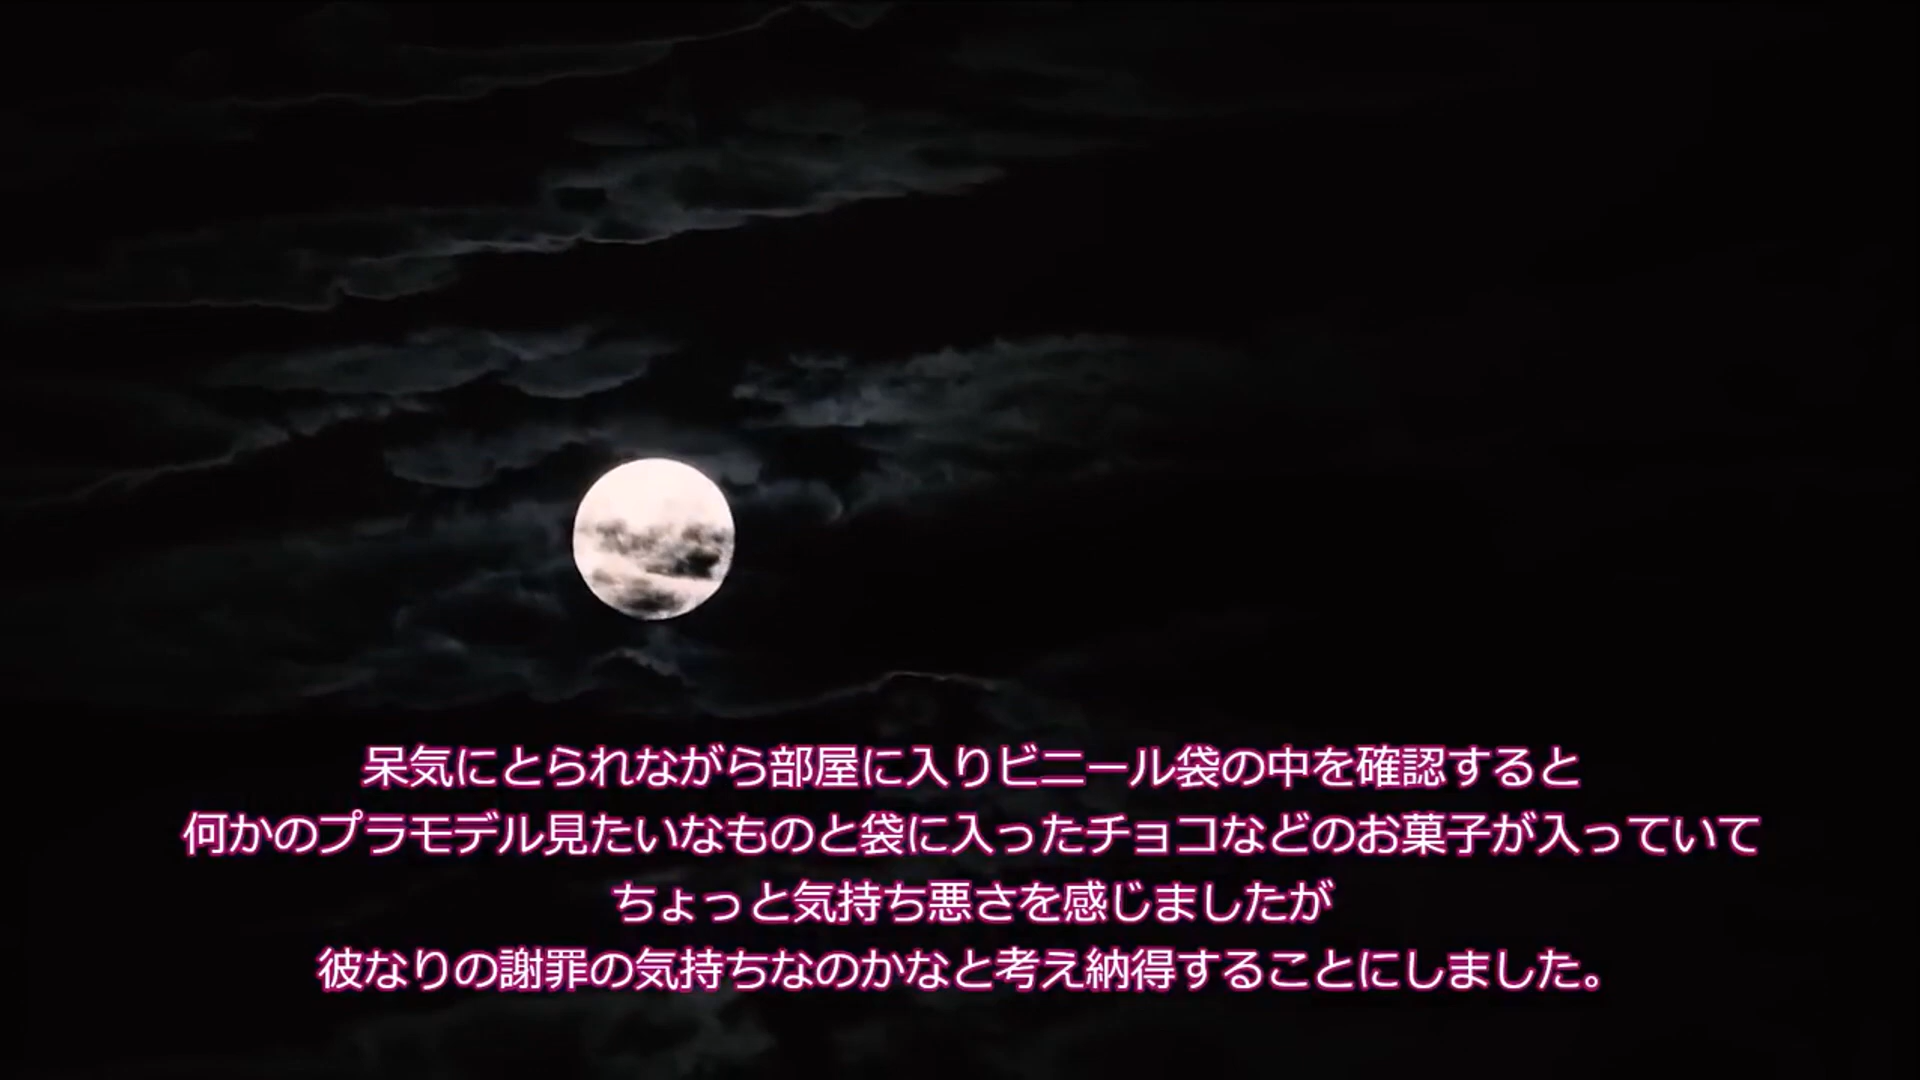 呆気にとられながら部屋に入りビニール袋の中を確認すると
何かのプラモデル見たいなものと袋に入ったチョコなどのお菓子が入っていて
ちょっと気持ち悪さを感じましたが
彼なりの謝罪の気持ちなのかなと考え納得することにしました。